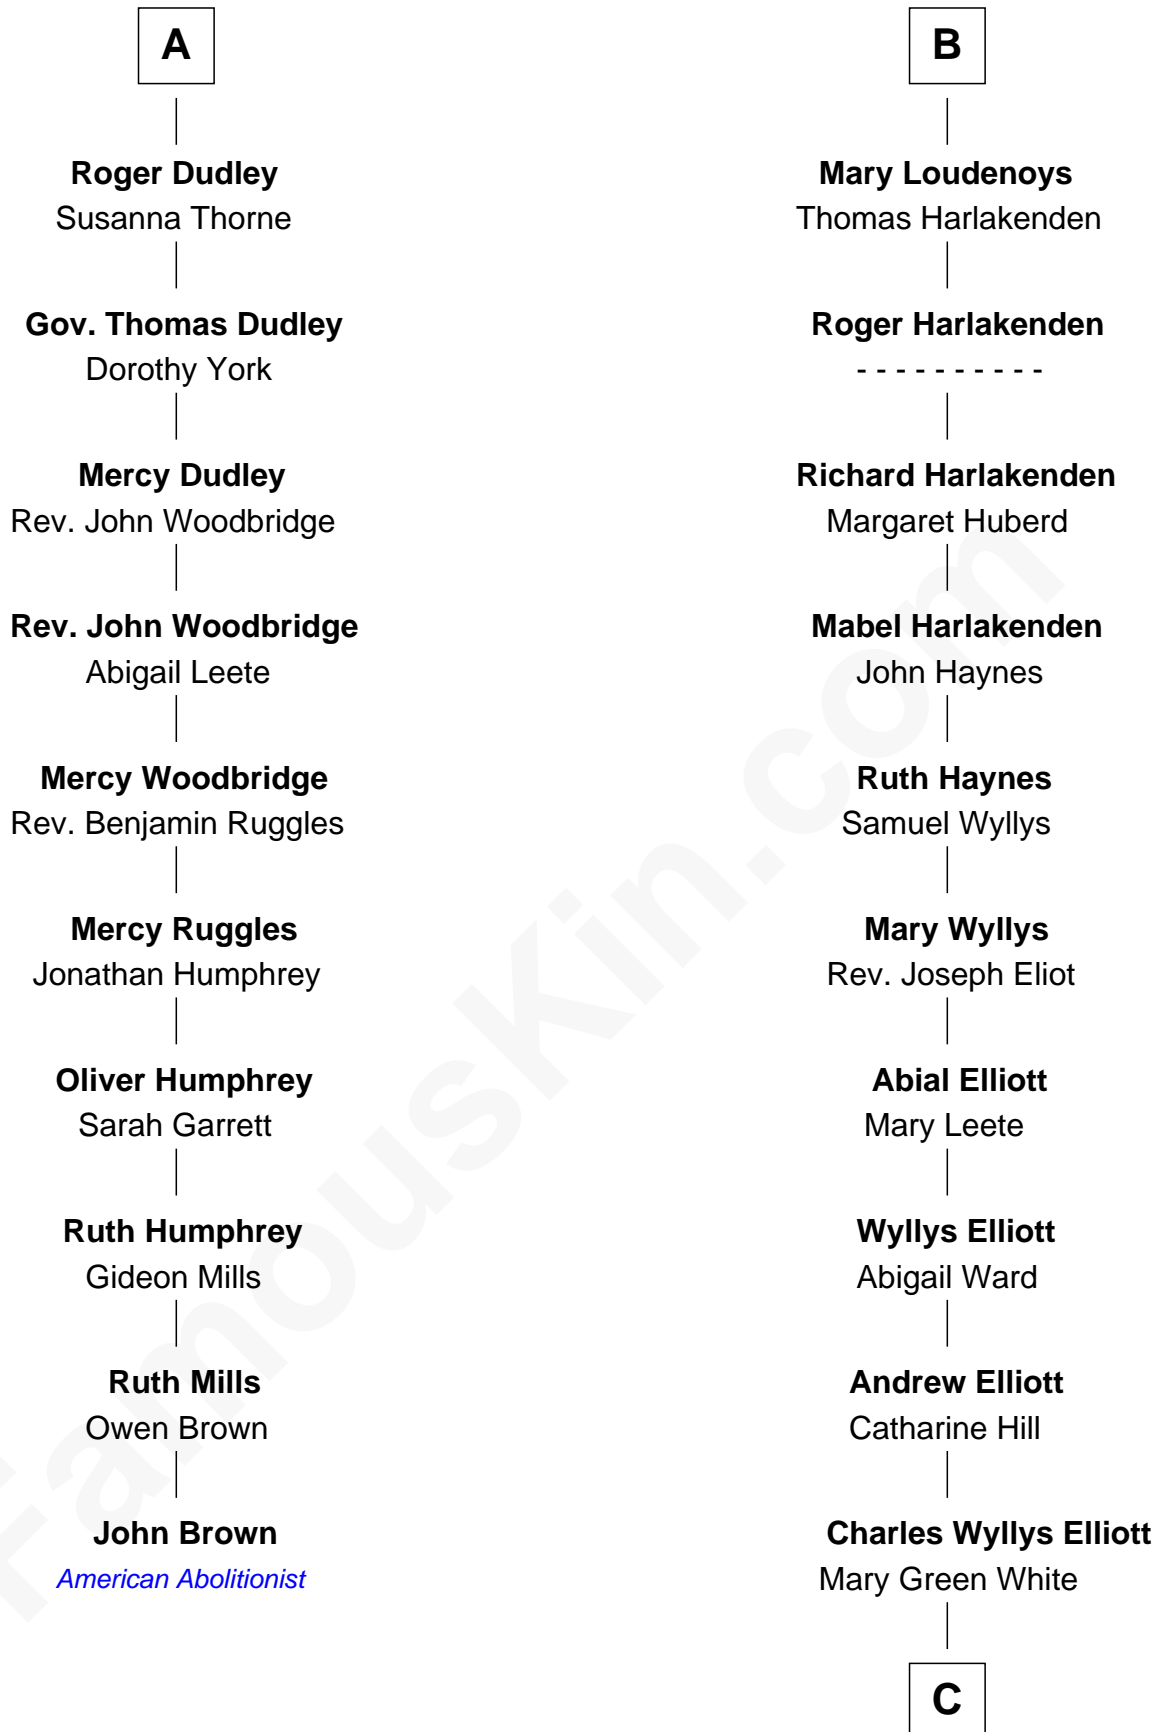 A
Roger Dudley
Susanna Thorne
Gov. Thomas Dudley
Dorothy York
Mercy Dudley
Rev. John Woodbridge
Rev. John Woodbridge
Abigail Leete
Mercy Woodbridge
Rev. Benjamin Ruggles
Mercy Ruggles
Jonathan Humphrey
Oliver Humphrey
Sarah Garrett
Ruth Humphrey
Gideon Mills
Ruth Mills
Owen Brown
John Brown
American Abolitionist
B
Mary Loudenoys
Thomas Harlakenden
Roger Harlakenden
- - - - - - - - - -
Richard Harlakenden
Margaret Huberd
Mabel Harlakenden
John Haynes
Ruth Haynes
Samuel Wyllys
Mary Wyllys
Rev. Joseph Eliot
Abial Elliott
Mary Leete
Wyllys Elliott
Abigail Ward
Andrew Elliott
Catharine Hill
Charles Wyllys Elliott
Mary Green White
C
FamousKin.com